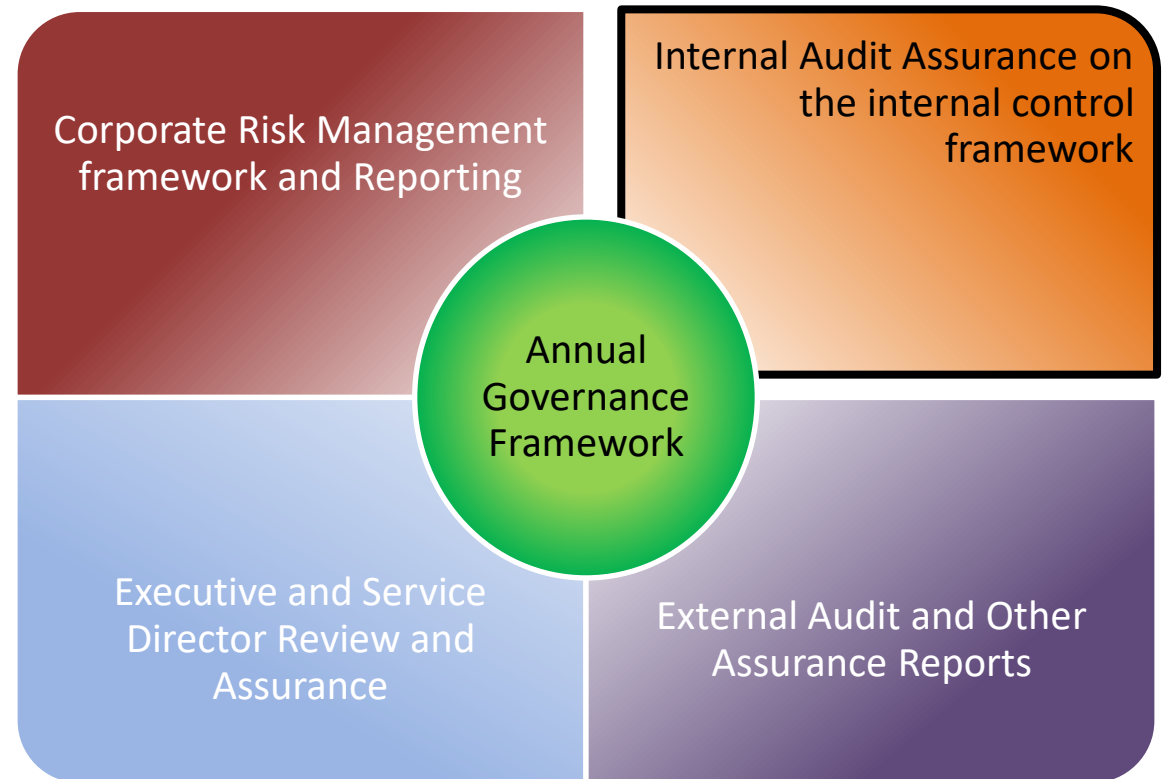 Corporate Risk Management
framework and Reporting
Internal Audit Assurance on
the internal control
framework
Annual
Governance
Framework
Executive and Service
Director Review and
Assurance
External Audit and Other
Assurance Reports